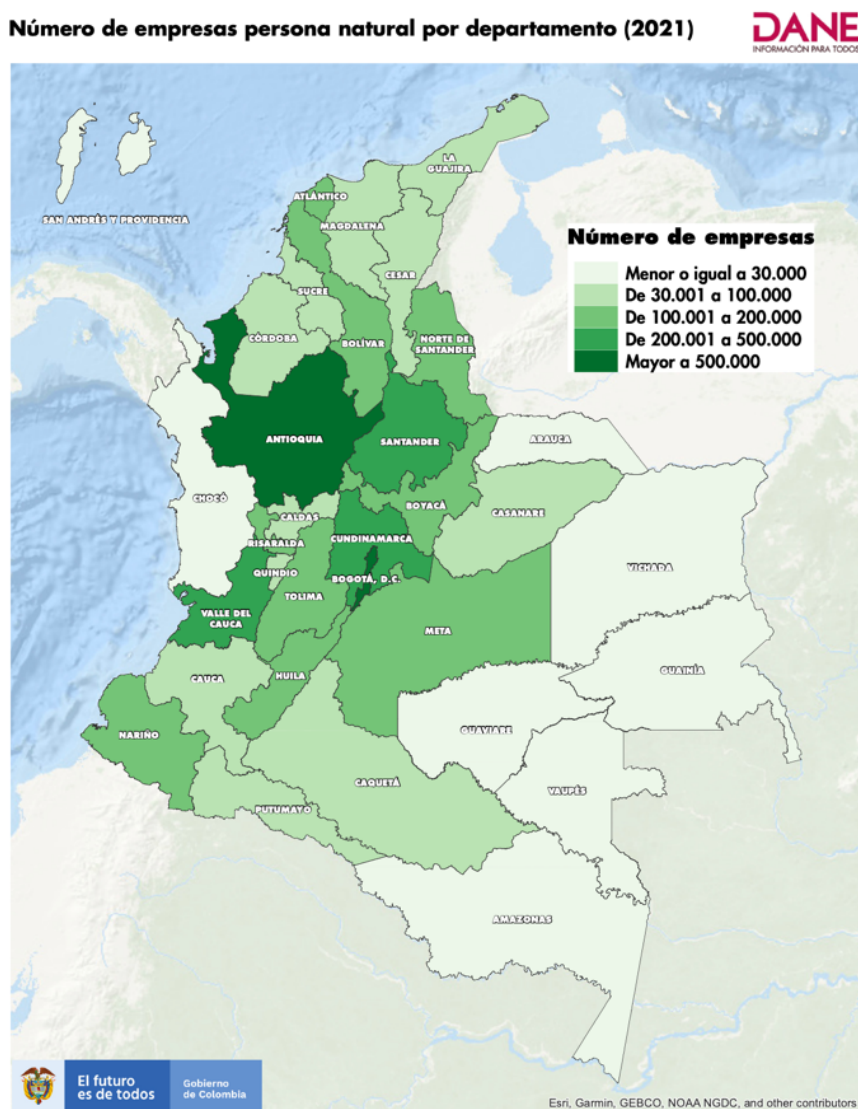 Número de empresas persona natural por departamento (2021)
DANE
INFORMACIÓN PARA TODOS
LA
GUAJIRA
ATLÁNTICO
MAGDALENA
SAN ANDRÉS Y PROVIDENCIA
Número de empresas
Menor o igual a 30.000
De 30.001 a 100.000
De 100.001 a 200.000
De 200.001 a 500.000
Mayor a 500.000
CESAR
SUCRE
CÓRDOBA
BOLÍVAR
NORTE DE
SANTANDER
ANTIOQUIA
SANTANDER
ARAUCA
CHOCÓ
BOYACÁ
CASANARE
CALDAS
RISARALDA
CUNDINAMARCA
VICHADA
QUINDIO
BOGOTÁ, D.C.
TOLIMA
VALLE DEL
CAUCA
META
GUAINÍA
CAUCA
HUILA
NARIÑO
GUAVIARE
CAQUETÁ
VAUPÉS
PUTUMAYO
AMAZONAS
El futuro
es de todos
Gobierno
de Colombia
Esri, Garmin, GEBCO, NOAA NGDC, and other contributors